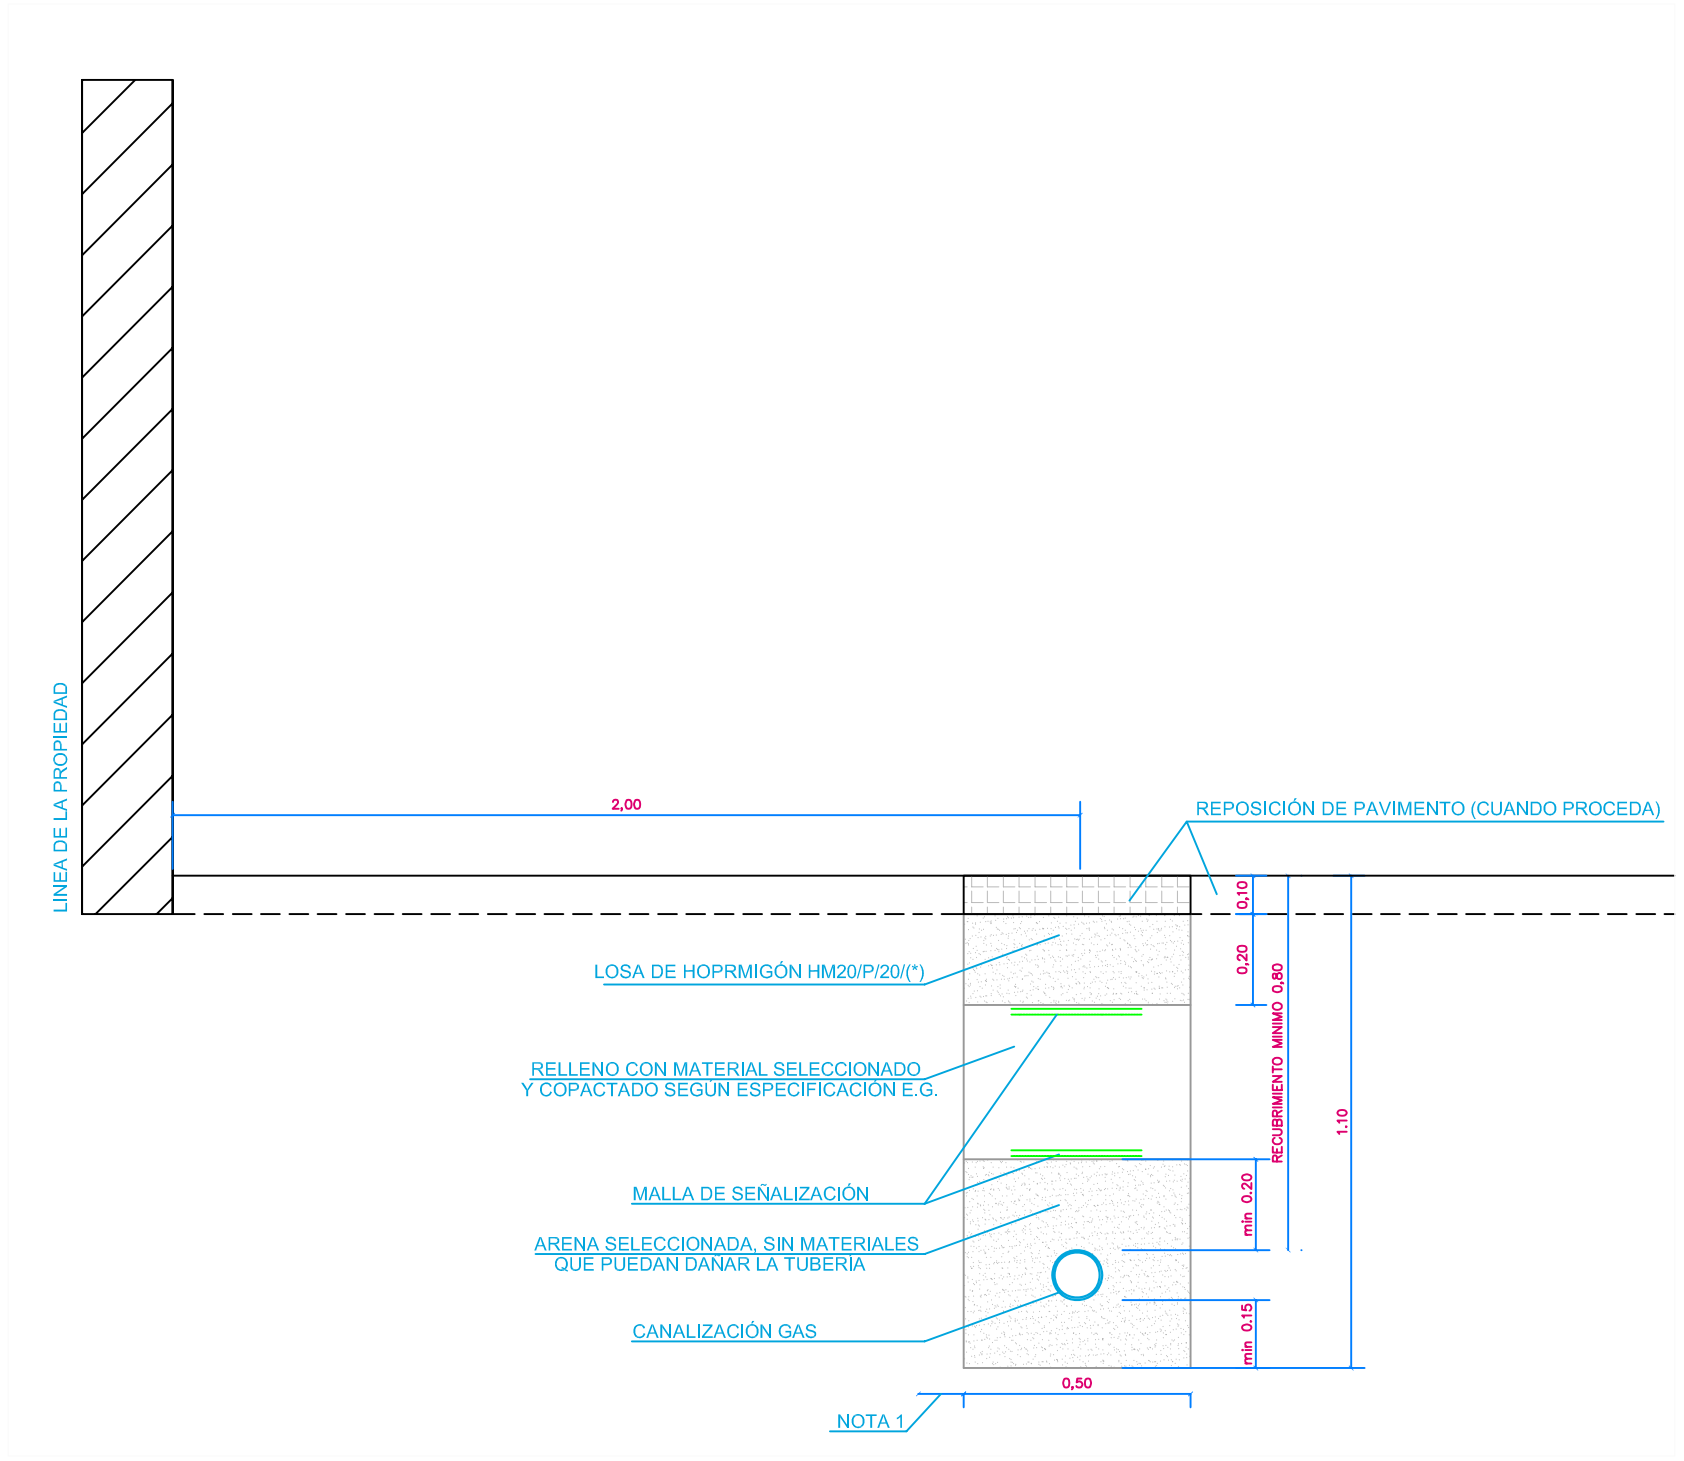 LINEA DE LA PROPIEDAD
2,00
REPOSICIÓN DE PAVIMENTO (CUANDO PROCEDA)
0,10
LOSA DE HOPRMIGÓN HM20/P/20/(*)
0,20
RECUBRIMIENTO MINIMO 0,80
1.10
RELLENO CON MATERIAL SELECCIONADO
Y COPACTADO SEGÚN ESPECIFICACIÓN E.G.
MALLA DE SEÑALIZACIÓN
min 0.20
ARENA SELECCIONADA, SIN MATERIALES
QUE PUEDAN DAÑAR LA TUBERÍA
CANALIZACIÓN GAS
min 0.15
0,50
NOTA 1